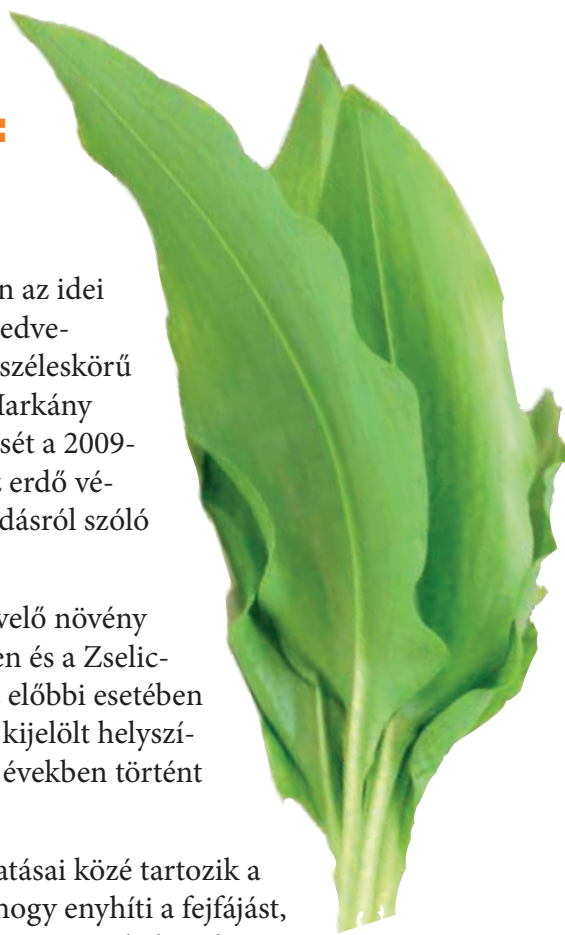 n az idei
edve-
széleskörű
Harkány
sét a 2009-
z erdő vé-
dásról szóló
velő növény
en és a Zselic-
előbbi esetében
kijelölt helyszí-
években történt
atásai közé tartozik a
hogy enyhíti a fejfájást,